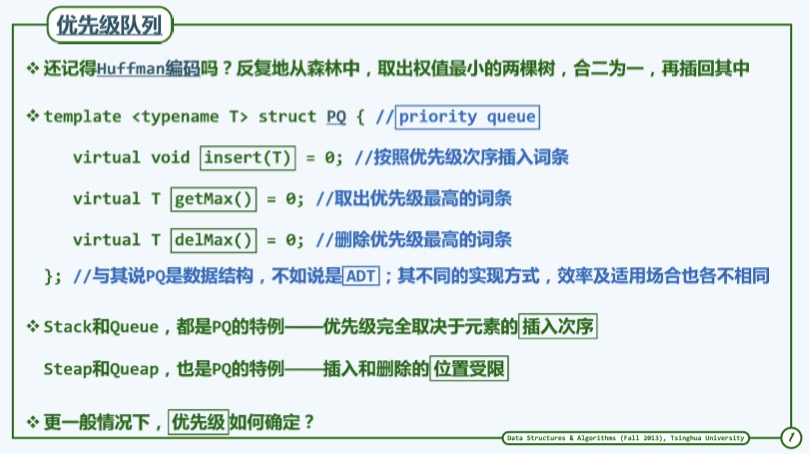 优先级队列
❖还记得Huffman编码吗？反复地从森林中，取出权值最小的两棵树，合二为一，再插回其中
❖template <typename T> struct PQ { //priority queue
virtual void insert(T) = 0; //按照优先级次序插入词条
virtual T getMax() = 0; //取出优先级最高的词条
virtual T delMax() = 0; //删除优先级最高的词条
}; //与其说PQ是数据结构，不如说是ADT；其不同的实现方式，效率及适用场合也各不相同
❖Stack和Queue，都是PQ的特例——优先级完全取决于元素的插入次序
Steap和Queap，也是PQ的特例——插入和删除的位置受限
❖更一般情况下，优先级如何确定？
Data Structures & Algorithms (Fall 2013), Tsinghua University